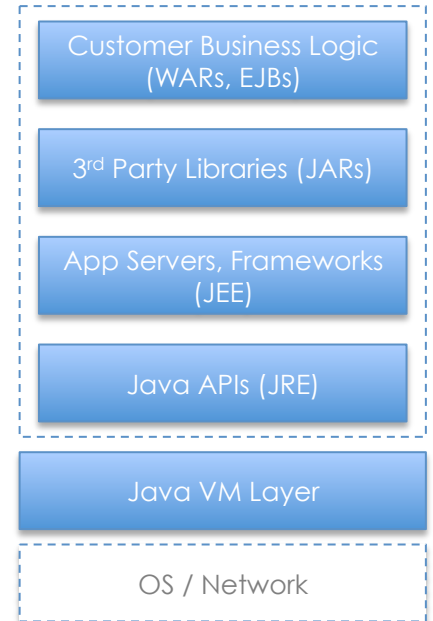 Customer Business Logic
(WARs, EJBs)
3rd Party Libraries (JARs)
App Servers, Frameworks
(JEE)
Java APIs (JRE)
Java VM Layer
OS / Network